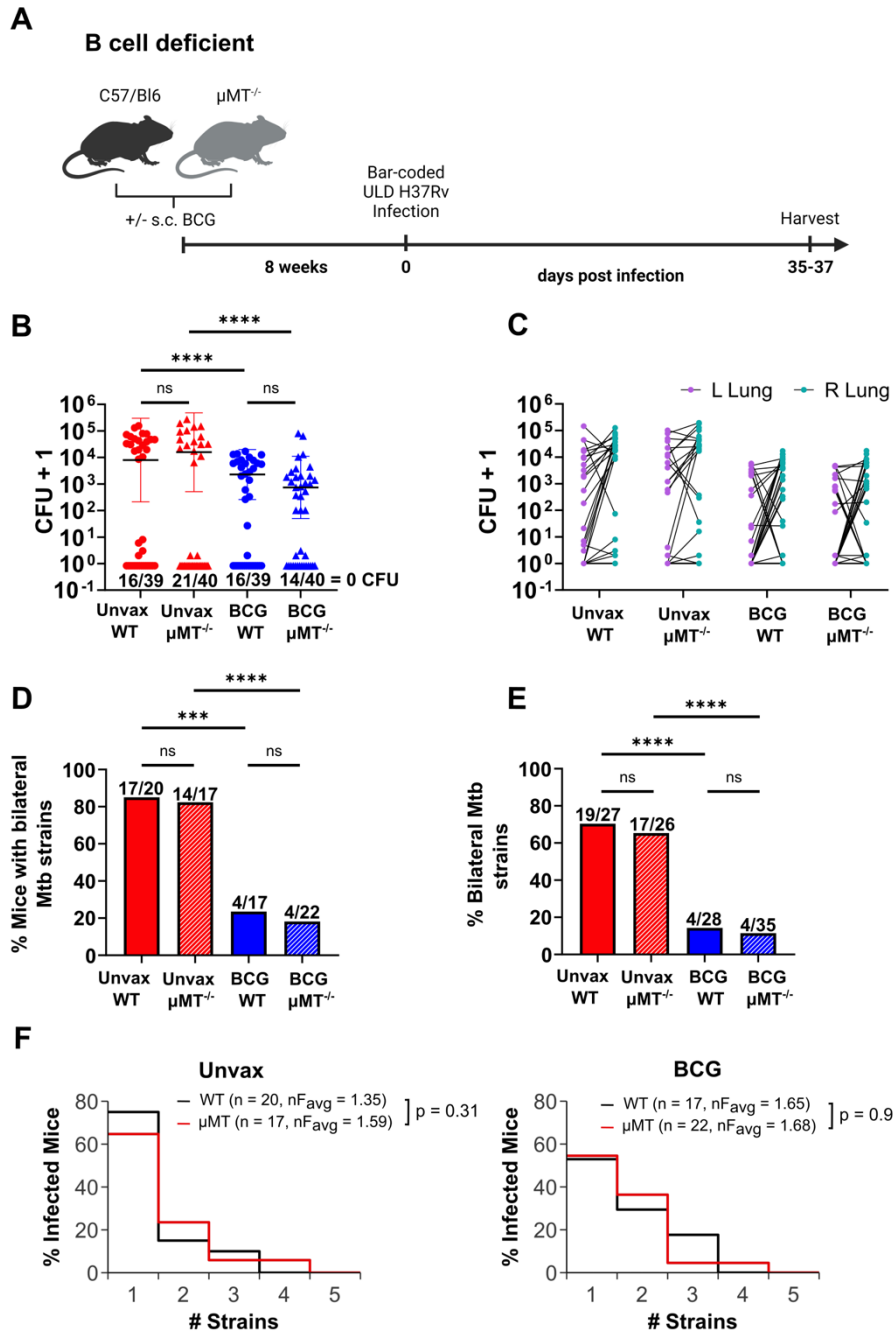 A
B cell deficient
C57/Bl6
µMT-/-
+/- s.c. BCG
Bar-coded
ULD H37Rv
Infection
Harvest
8 weeks
0
days post infection
35-37
B
****
****
ns
ns
CFU + 1
10^6
10^5
10^4
10^3
10^2
10^1
10^0
10^-1
16/39 21/40 16/39 14/40 = 0 CFU
Unvax WT
Unvax µMT-/-
BCG WT
BCG µMT-/-
C
L Lung
R Lung
CFU + 1
10^6
10^5
10^4
10^3
10^2
10^1
10^0
10^-1
Unvax WT
Unvax µMT-/-
BCG WT
BCG µMT-/-
D
****
***
ns
ns
% Mice with bilateral
Mtb strains
100
80
60
40
20
0
17/20
14/17
4/17
4/22
Unvax WT
Unvax µMT-/-
BCG WT
BCG µMT-/-
E
****
****
ns
ns
% Bilateral Mtb
strains
100
80
60
40
20
0
19/27
17/26
4/28
4/35
Unvax WT
Unvax µMT-/-
BCG WT
BCG µMT-/-
F
Unvax
WT (n = 20, nFavg = 1.35)
µMT (n = 17, nFavg = 1.59)
p = 0.31
% Infected Mice
80
60
40
20
0
1 2 3 4 5
# Strains
BCG
WT (n = 17, nFavg = 1.65)
µMT (n = 22, nFavg = 1.68)
p = 0.9
% Infected Mice
80
60
40
20
0
1 2 3 4 5
# Strains